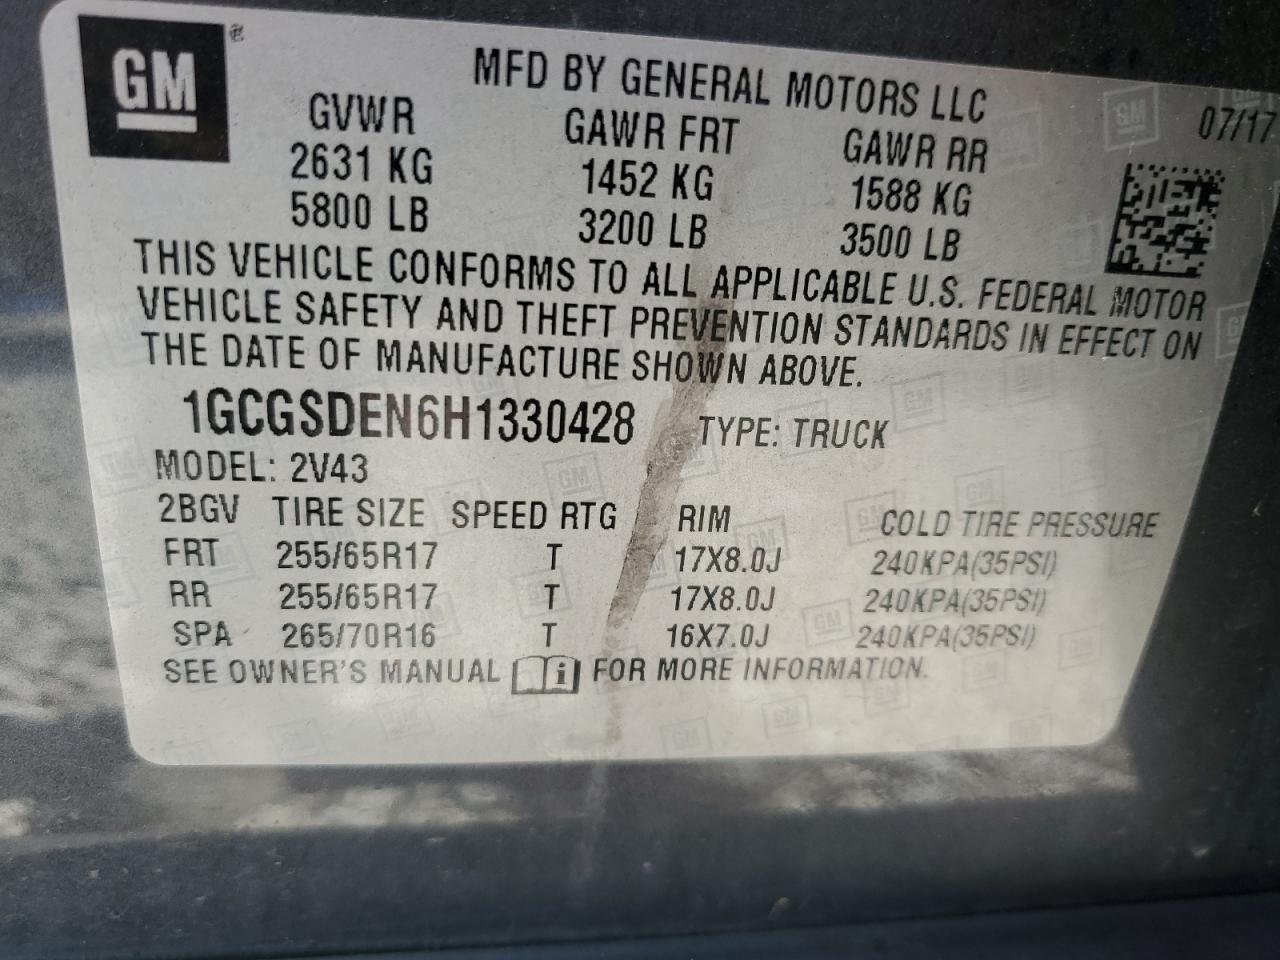 GM ®
MFD BY GENERAL MOTORS LLC 07/17
GVWR GAWR FRT GAWR RR
2631 KG 1452 KG 1588 KG
5800 LB 3200 LB 3500 LB
THIS VEHICLE CONFORMS TO ALL APPLICABLE U.S. FEDERAL MOTOR
VEHICLE SAFETY AND THEFT PREVENTION STANDARDS IN EFFECT ON
THE DATE OF MANUFACTURE SHOWN ABOVE.
1GCGSDEN6H1330428 TYPE: TRUCK
MODEL: 2V43
2BGV TIRE SIZE SPEED RTG RIM COLD TIRE PRESSURE
FRT 255/65R17 T 17X8.0J 240KPA(35PSI)
RR 255/65R17 T 17X8.0J 240KPA(35PSI)
SPA 265/70R16 T 16X7.0J 240KPA(35PSI)
SEE OWNER'S MANUAL i FOR MORE INFORMATION.